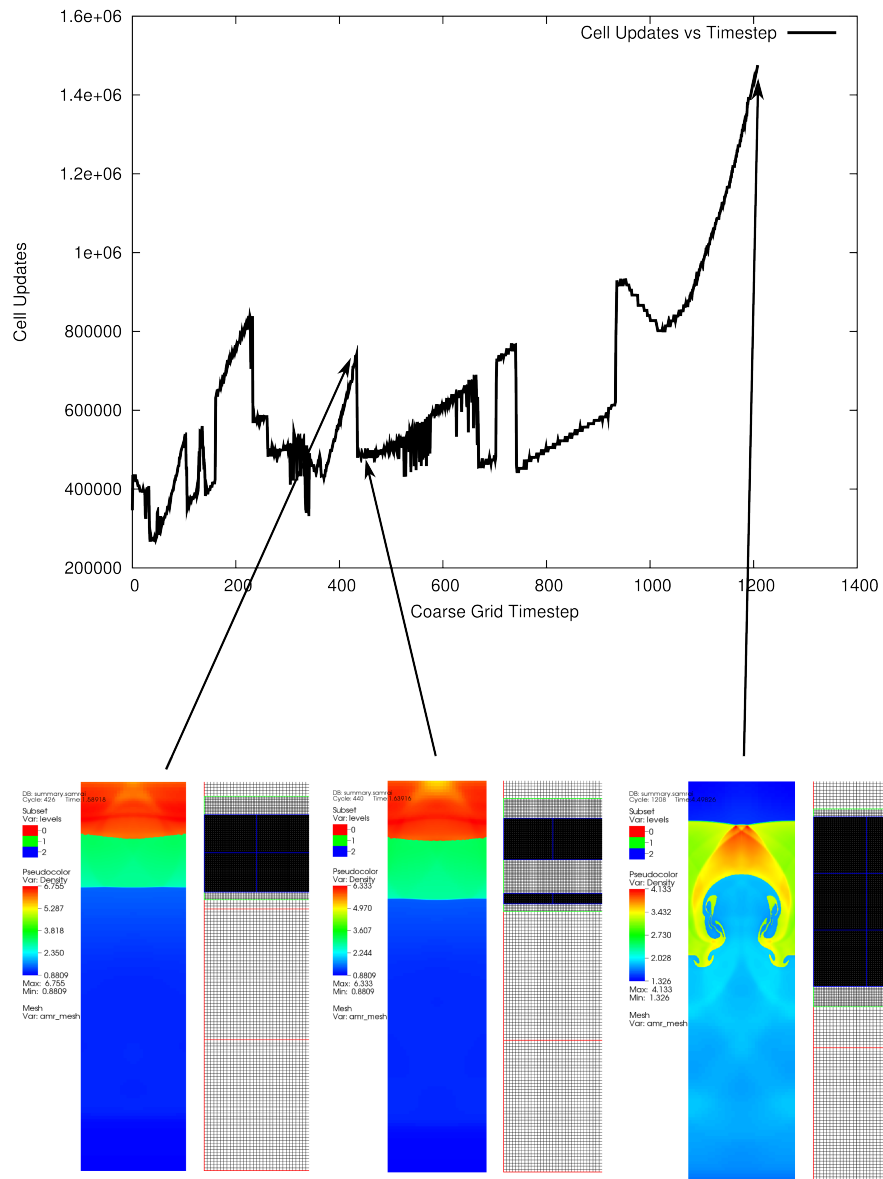 1.6e+06
Cell Updates vs Timestep
1.4e+06
1.2e+06
1e+06
Cell Updates
800000
600000
400000
200000
0 200 400 600 800 1000 1200 1400
Coarse Grid Timestep
DB: summary.samrai
Cycle: 426 Time:1.58918
Subset
Var: levels
0
1
2
Pseudocolor
Var: Density
6.755
5.287
3.818
2.350
0.8809
Max: 6.755
Min: 0.8809
Mesh
Var: amr_mesh
DB: summary.samrai
Cycle: 440
Subset
Var: levels
0
1
2
Pseudocolor
Var: Density
6.333
4.970
3.607
2.244
0.8809
Max: 6.333
Min: 0.8809
Mesh
Var: amr_mesh
DB: summary.samrai
Cycle: 1208
Subset
Var: levels
0
1
2
Pseudocolor
Var: Density
4.133
3.432
2.730
2.028
1.326
Max: 4.133
Min: 1.326
Mesh
Var: amr_mesh